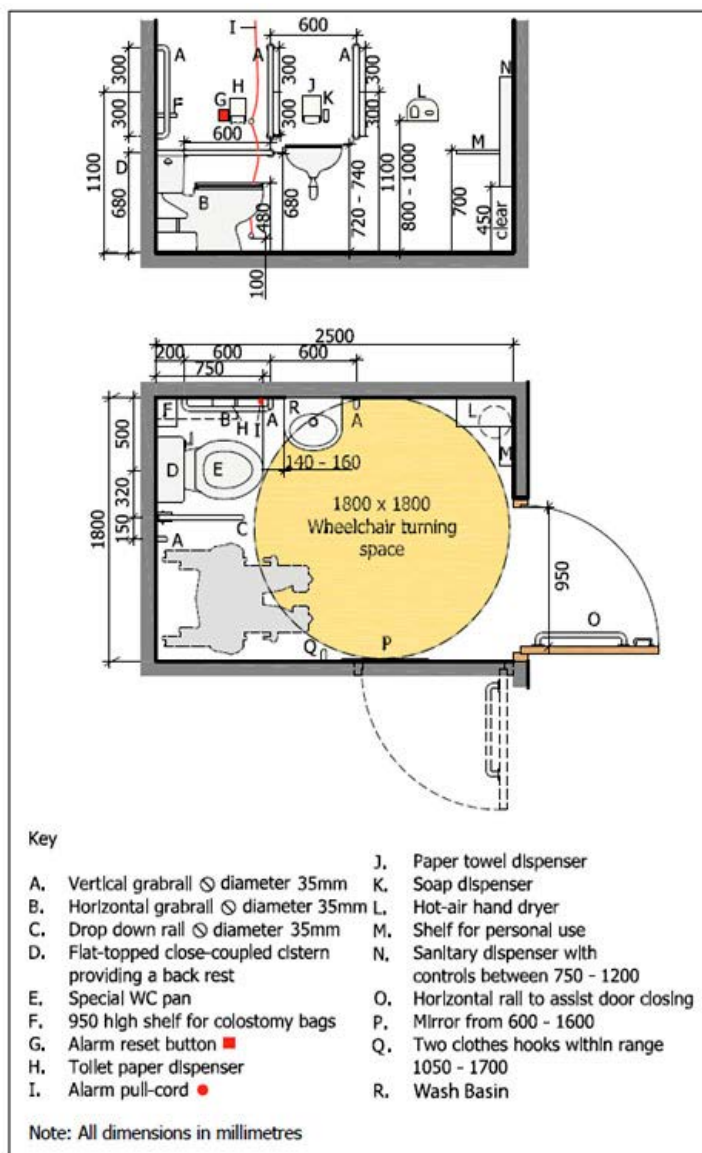 I
600
A
A
A
300
300
300
300
300
300
H
J
G
K
L
N
F
600
M
D
B
1100
680
480
680
720 - 740
1100
800 - 1000
700
450
clear
100
2500
200 600 600
750
F
B
H
I
A
R
A
L
M
500
D
E
140 - 160
320
1800
150
C
A
1800 x 1800
Wheelchair turning
space
950
O
Q
P
Key
A. Vertical grabrail ⦸ diameter 35mm
B. Horizontal grabrail ⦸ diameter 35mm
C. Drop down rail ⦸ diameter 35mm
D. Flat-topped close-coupled cistern
providing a back rest
E. Special WC pan
F. 950 high shelf for colostomy bags
G. Alarm reset button
H. Toilet paper dispenser
I. Alarm pull-cord
J. Paper towel dispenser
K. Soap dispenser
L. Hot-air hand dryer
M. Shelf for personal use
N. Sanitary dispenser with
controls between 750 - 1200
O. Horizontal rail to assist door closing
P. Mirror from 600 - 1600
Q. Two clothes hooks within range
1050 - 1700
R. Wash Basin
Note: All dimensions in millimetres